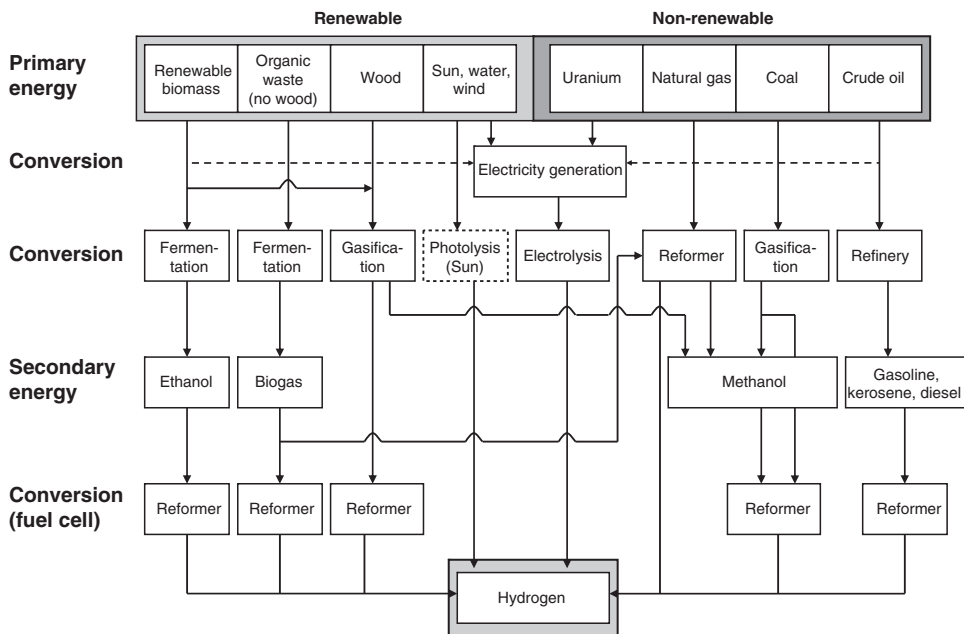 Renewable
Non-renewable
Primary
energy
Renewable
biomass
Organic
waste
(no wood)
Wood
Sun, water,
wind
Uranium
Natural gas
Coal
Crude oil
Conversion
Electricity generation
Conversion
Fermen-
tation
Fermen-
tation
Gasifica-
tion
Photolysis
(Sun)
Electrolysis
Reformer
Gasifica-
tion
Refinery
Secondary
energy
Ethanol
Biogas
Methanol
Gasoline,
kerosene, diesel
Conversion
(fuel cell)
Reformer
Reformer
Reformer
Reformer
Reformer
Hydrogen